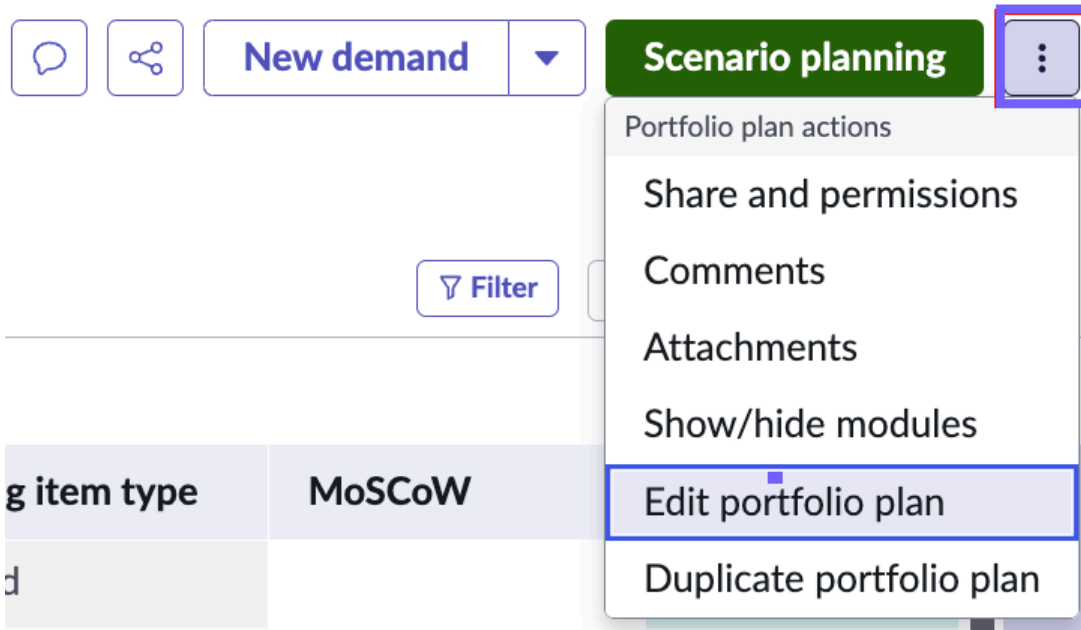 New demand
Scenario planning
Portfolio plan actions
Share and permissions
Comments
Filter
Attachments
Show/hide modules
g item type
MoSCoW
Edit portfolio plan
d
Duplicate portfolio plan